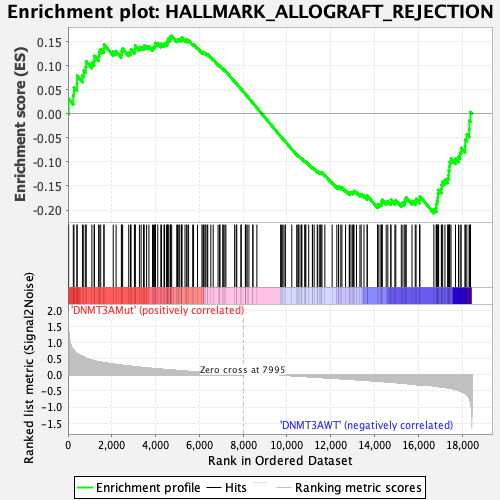 Enrichment plot: HALLMARK_ALLOGRAFT_REJECTION
Enrichment score (ES)
0.15
0.10
0.05
0.00
-0.05
-0.10
-0.15
-0.20
'DNMT3AMut' (positively correlated)
Ranked list metric (Signal2Noise)
2.0
1.5
1.0
0.5
0.0
-0.5
-1.0
-1.5
Zero cross at 7995
'DNMT3AWT' (negatively correlated)
0
2,000
4,000
6,000
8,000
10,000
12,000
14,000
16,000
18,000
Rank in Ordered Dataset
Enrichment profile
Hits
Ranking metric scores